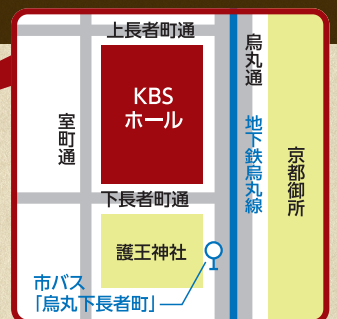 上長者町通
KBS
ホール
烏丸通
室町通
地下鉄烏丸線
京都御所
下長者町通
護王神社
市バス
「烏丸下長者町」